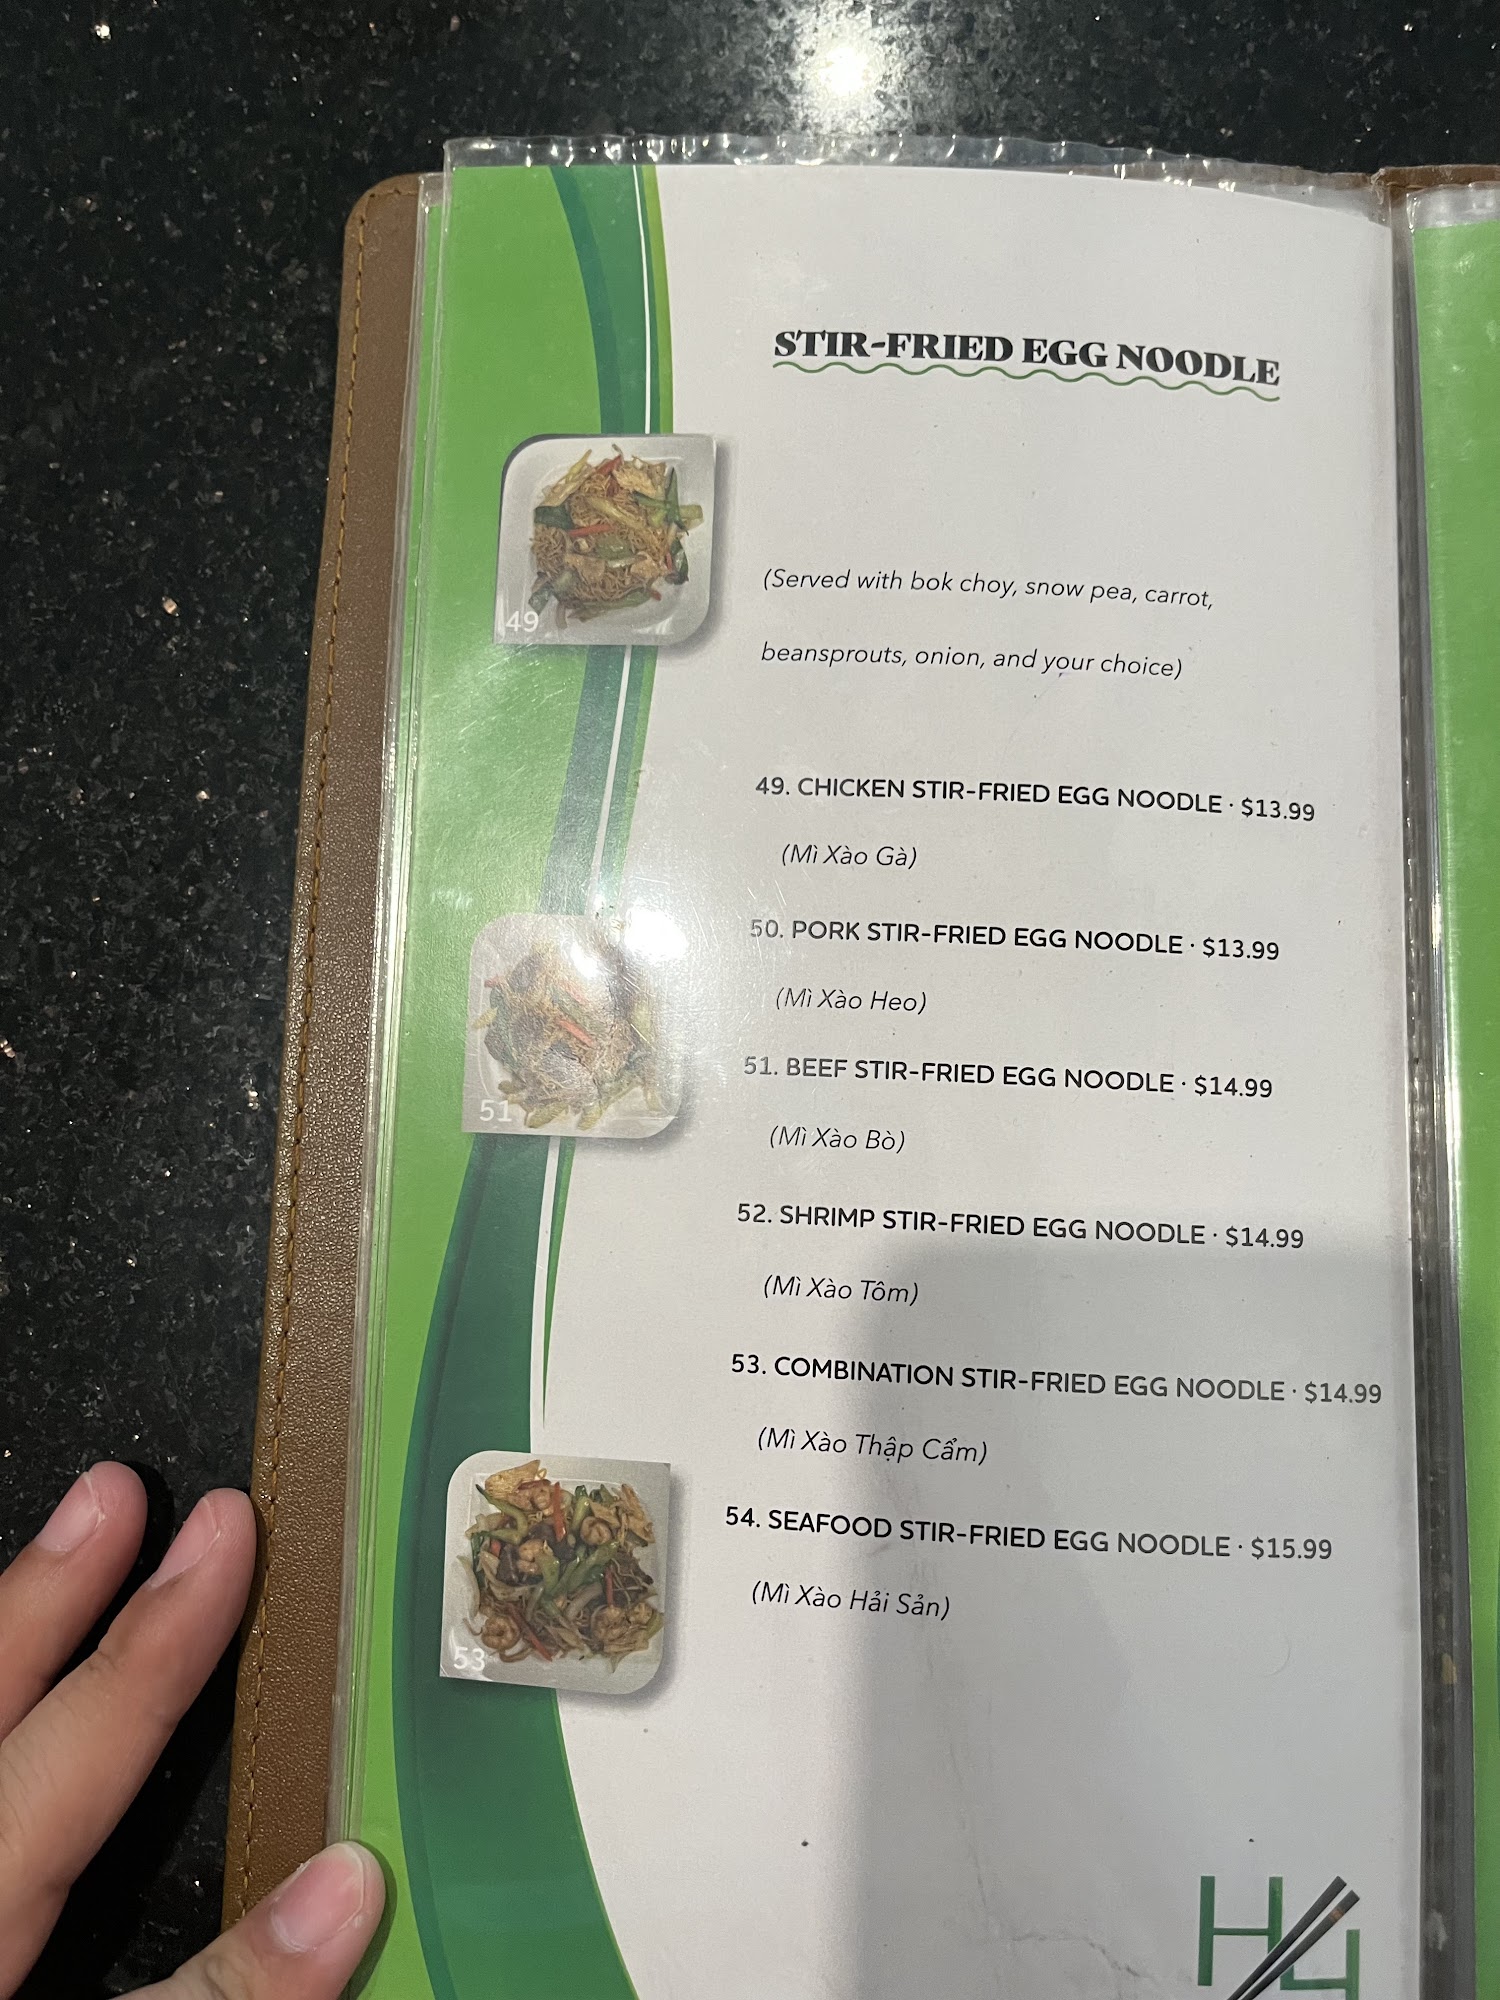 STIR-FRIED EGG NOODLE
49
(Served with bok choy, snow pea, carrot,
beansprouts, onion, and your choice)
49. CHICKEN STIR-FRIED EGG NOODLE · $13.99
(Mì Xào Gà)
50. PORK STIR-FRIED EGG NOODLE · $13.99
(Mì Xào Heo)
51
51. BEEF STIR-FRIED EGG NOODLE · $14.99
(Mì Xào Bò)
52. SHRIMP STIR-FRIED EGG NOODLE · $14.99
(Mì Xào Tôm)
53. COMBINATION STIR-FRIED EGG NOODLE · $14.99
(Mì Xào Thập Cẩm)
54. SEAFOOD STIR-FRIED EGG NOODLE · $15.99
(Mì Xào Hải Sản)
53